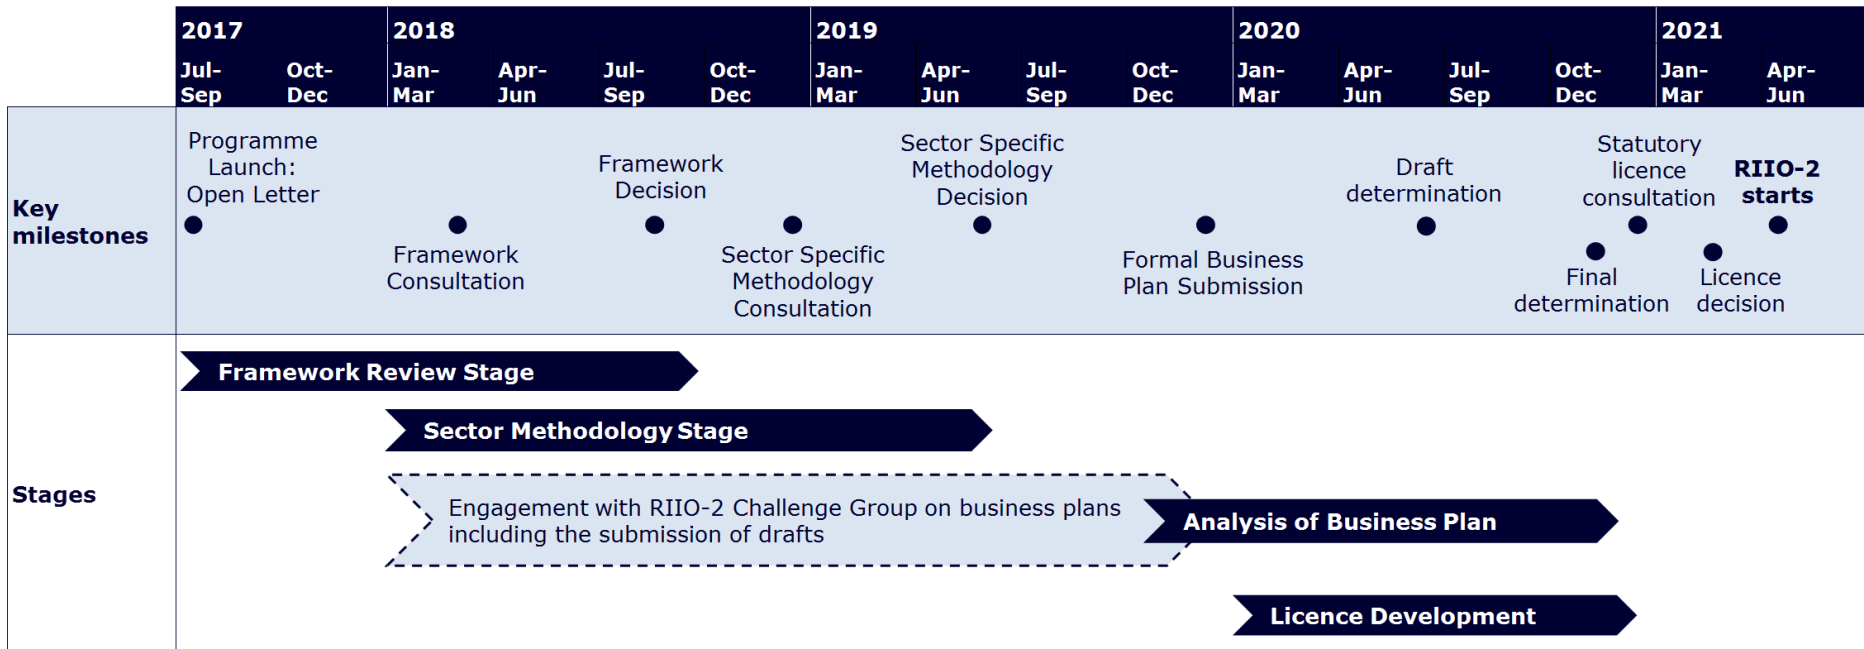 2017
2018
2019
2020
2021
Jul–
Sep
Oct–
Dec
Jan–
Mar
Apr–
Jun
Jul–
Sep
Oct–
Dec
Jan–
Mar
Apr–
Jun
Jul–
Sep
Oct–
Dec
Jan–
Mar
Apr–
Jun
Jul–
Sep
Oct–
Dec
Jan–
Mar
Apr–
Jun
Key
milestones
Programme
Launch:
Open Letter
Framework
Consultation
Framework
Decision
Sector Specific
Methodology
Consultation
Sector Specific
Methodology
Decision
Formal Business
Plan Submission
Draft
determination
Final
determination
Statutory
licence
consultation
Licence
decision
RIIO-2
starts
Stages
Framework Review Stage
Sector Methodology Stage
Engagement with RIIO-2 Challenge Group on business plans
including the submission of drafts
Analysis of Business Plan
Licence Development